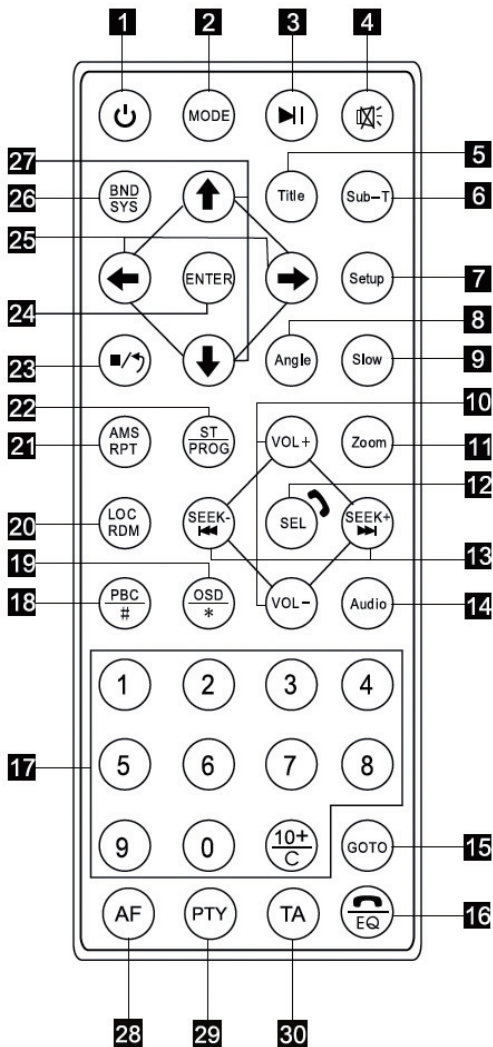 1 2 3 4
MODE
27 5
26 BND
SYS Title Sub-T 6
25
ENTER Setup 7
24 8
23 Angle Slow 9
22 10
21 AMS
RPT ST
PROG VOL+ Zoom 11
12
20 LOC
RDM SEEK- SEL SEEK+
19 13
18 PBC
# OSD
* VOL- Audio 14
1 2 3 4
17 5 6 7 8
9 0 10+
C GOTO 15
AF PTY TA EQ 16
28 29 30